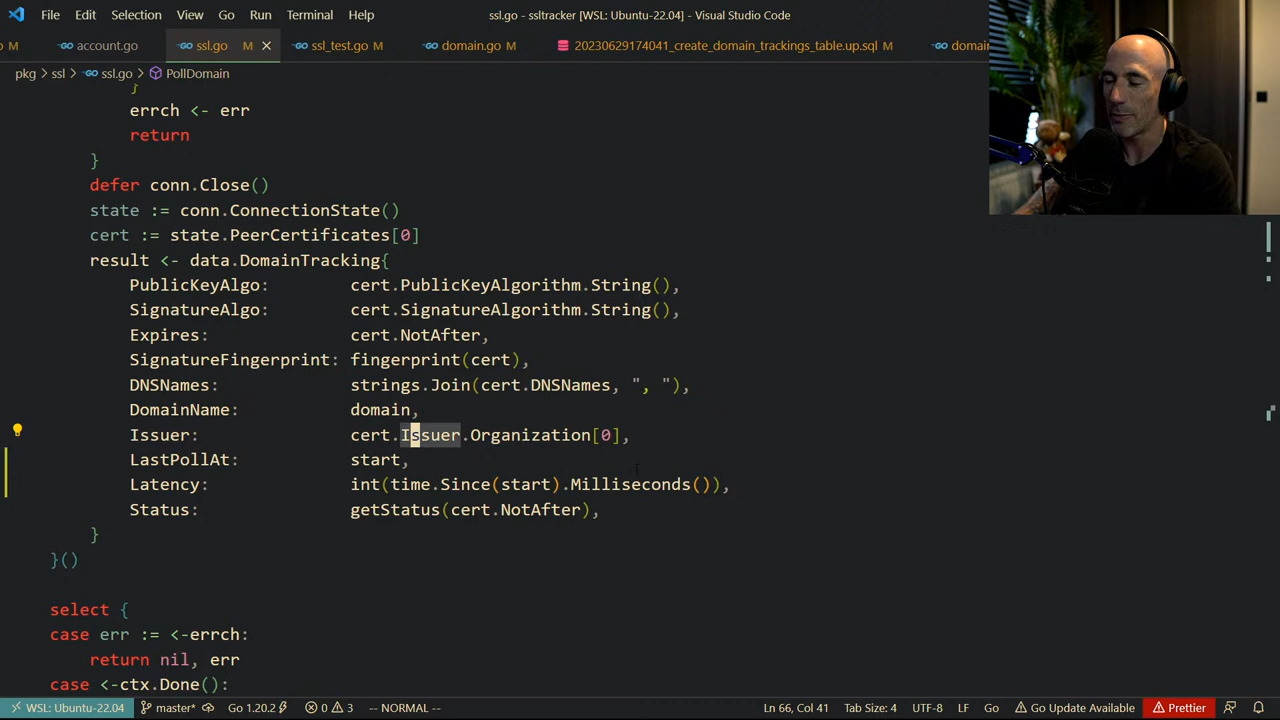 File Edit Selection View Go Run Terminal Help
ssl.go - ssltracker [WSL: Ubuntu-22.04] - Visual Studio Code
o M account.go ssl.go M ssl_test.go M domain.go M 20230629174041_create_domain_trackings_table.up.sql M domain
pkg > ssl > ssl.go > PollDomain
}
errch <- err
return
}
defer conn.Close()
state := conn.ConnectionState()
cert := state.PeerCertificates[0]
result <- data.DomainTracking{
PublicKeyAlgo: cert.PublicKeyAlgorithm.String(),
SignatureAlgo: cert.SignatureAlgorithm.String(),
Expires: cert.NotAfter,
SignatureFingerprint: fingerprint(cert),
DNSNames: strings.Join(cert.DNSNames, ", "),
DomainName: domain,
Issuer: cert.Issuer.Organization[0],
LastPollAt: start,
Latency: int(time.Since(start).Milliseconds()),
Status: getStatus(cert.NotAfter),
}
}()
select {
case err := <-errch:
return nil, err
case <-ctx.Done():
WSL: Ubuntu-22.04 master* Go 1.20.2 0 3 -- NORMAL -- Ln 66, Col 41 Tab Size: 4 UTF-8 LF Go Go Update Available Prettier